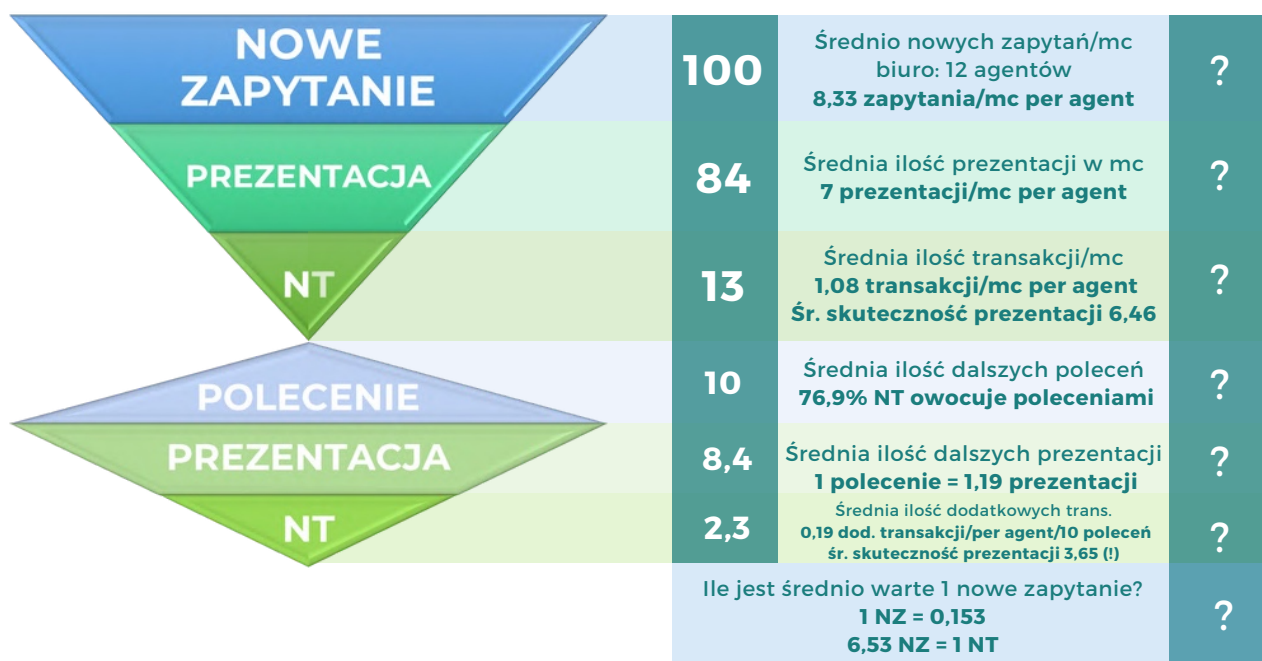 NOWE
ZAPYTANIE
100
Średnio nowych zapytań/mc
biuro: 12 agentów
8,33 zapytania/mc per agent
?
PREZENTACJA
84
Średnia ilość prezentacji w mc
7 prezentacji/mc per agent
?
NT
13
Średnia ilość transakcji/mc
1,08 transakcji/mc per agent
Śr. skuteczność prezentacji 6,46
?
POLECENIE
10
Średnia ilość dalszych poleceń
76,9% NT owocuje poleceniami
?
PREZENTACJA
8,4
Średnia ilość dalszych prezentacji
1 polecenie = 1,19 prezentacji
?
NT
2,3
Średnia ilość dodatkowych trans.
0,19 dod. transakcji/per agent/10 poleceń
śr. skuteczność prezentacji 3,65 (!)
?
Ile jest średnio warte 1 nowe zapytanie?
1 NZ = 0,153
6,53 NZ = 1 NT
?